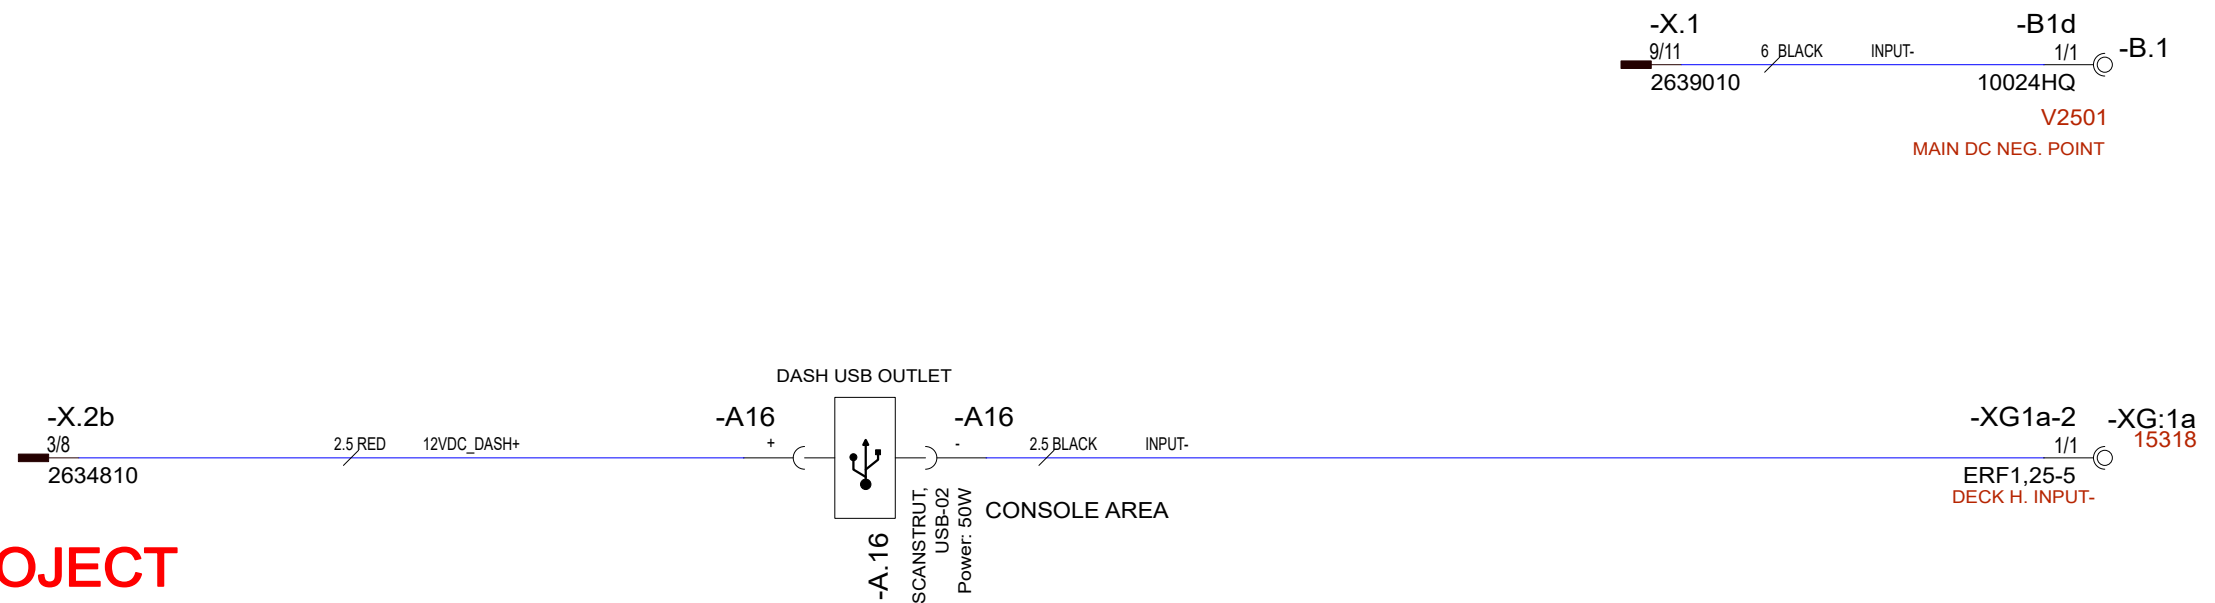 -X.1
-B1d
-B.1
9/11
6 BLACK
INPUT-
1/1
2639010
10024HQ
V2501
MAIN DC NEG. POINT
DASH USB OUTLET
-X.2b
-A16
-A16
-XG1a-2
-XG:1a
3/8
2.5 RED
12VDC_DASH+
+
-
2.5 BLACK
INPUT-
1/1
15318
2634810
ERF1,25-5
DECK H. INPUT-
CONSOLE AREA
-A.16
SCANSTRUT,
USB-02
Power: 50W
OJECT